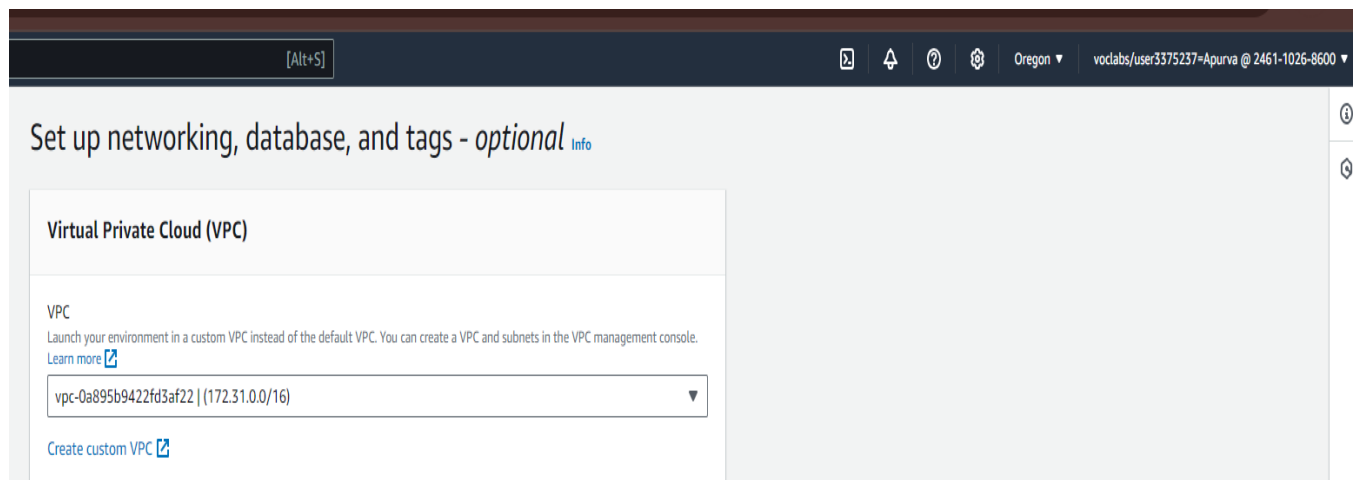 [Alt+S]
Oregon ▼
voclabs/user3375237=Apurva @ 2461-1026-8600 ▼
Set up networking, database, and tags - optional Info
Virtual Private Cloud (VPC)
VPC
Launch your environment in a custom VPC instead of the default VPC. You can create a VPC and subnets in the VPC management console.
Learn more
vpc-0a895b9422fd3af22 | (172.31.0.0/16)
Create custom VPC